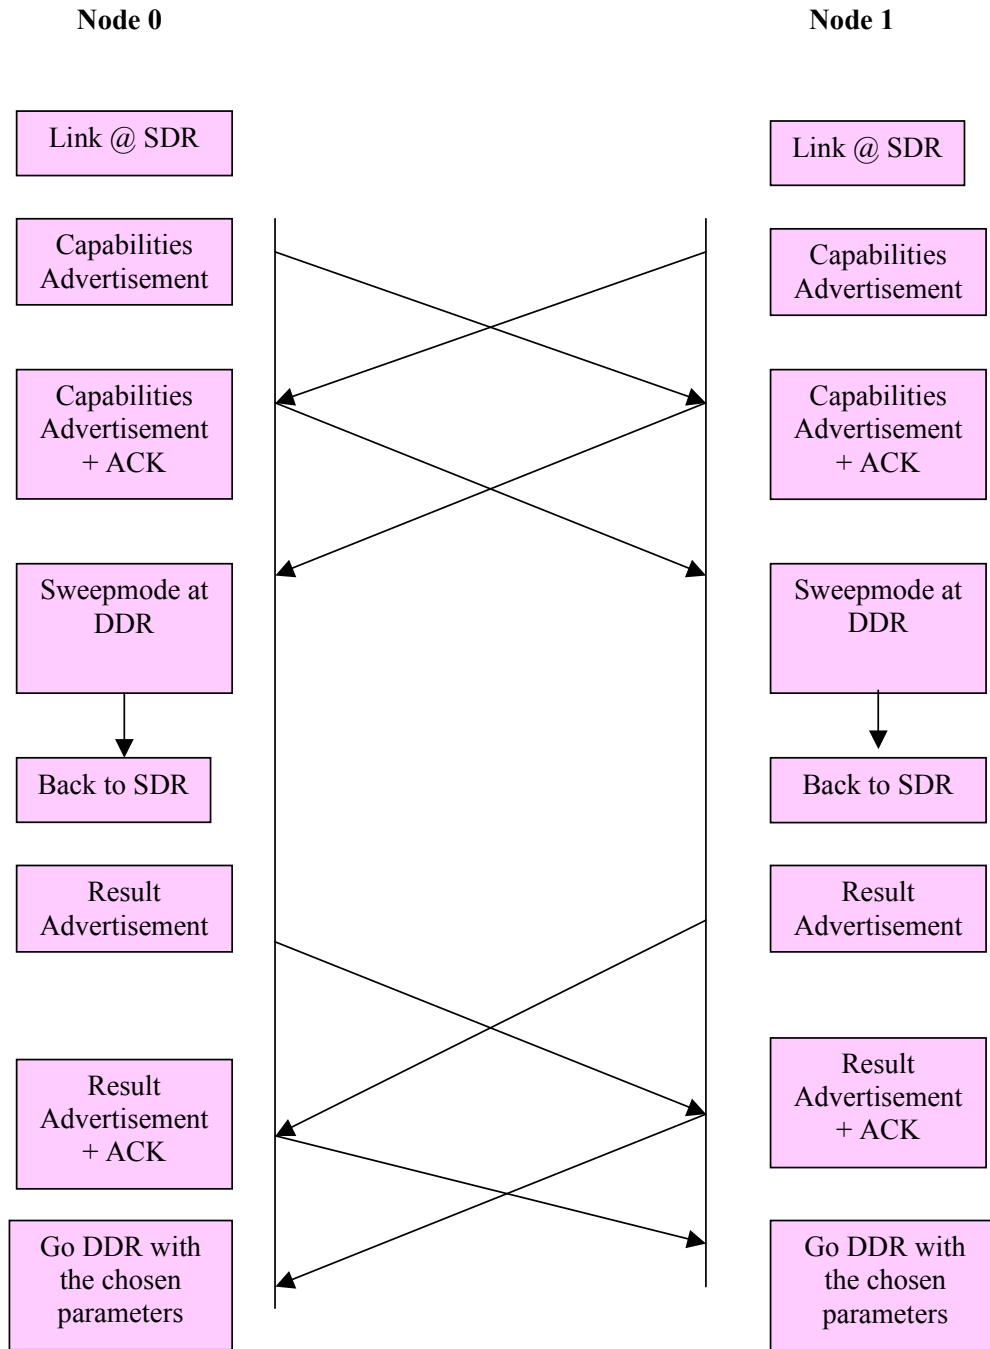 Node 0
Node 1
Link @ SDR
Link @ SDR
Capabilities
Advertisement
Capabilities
Advertisement
Capabilities
Advertisement
+ ACK
Capabilities
Advertisement
+ ACK
Sweepmode at
DDR
Sweepmode at
DDR
Back to SDR
Back to SDR
Result
Advertisement
Result
Advertisement
Result
Advertisement
+ ACK
Result
Advertisement
+ ACK
Go DDR with
the chosen
parameters
Go DDR with
the chosen
parameters